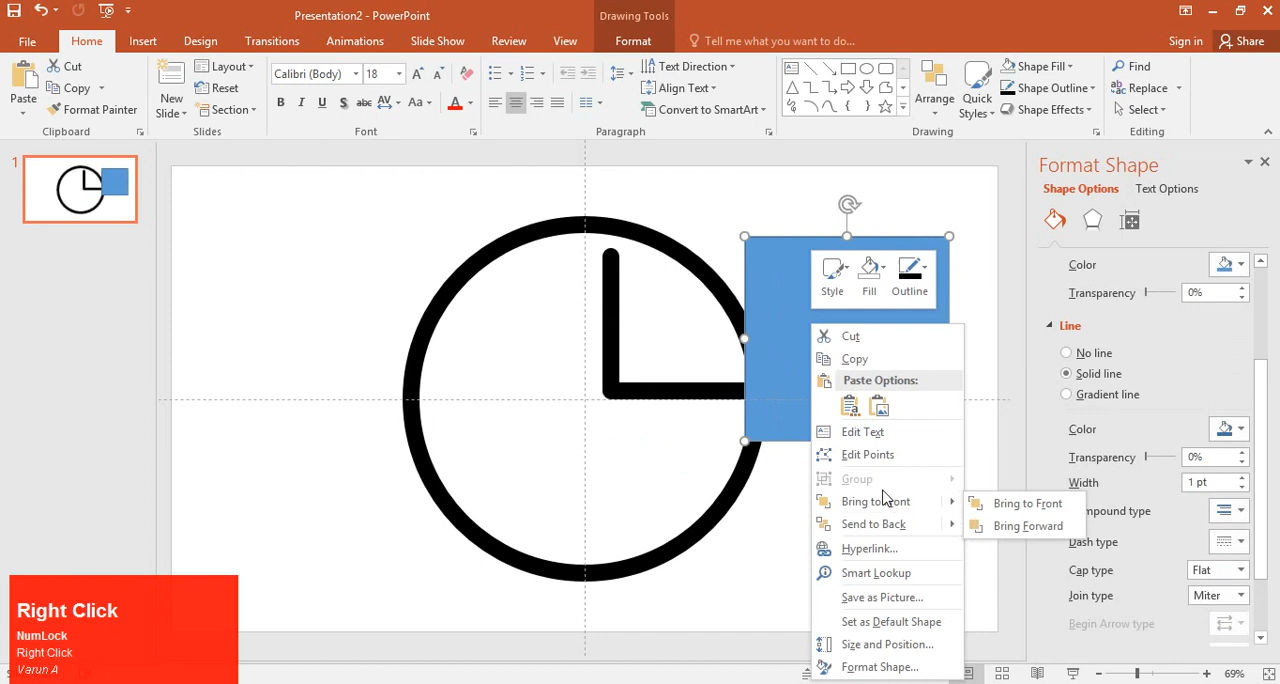 Presentation2 - PowerPoint
Drawing Tools
File
Home
Insert
Design
Transitions
Animations
Slide Show
Review
View
Format
Tell me what you want to do...
Sign in
Share
Paste
Cut
Copy
Format Painter
Clipboard
New
Slide
Layout
Reset
Section
Slides
Calibri (Body)
18
A A
B I U S abc AV Aa A
Font
Text Direction
Align Text
Convert to SmartArt
Paragraph
Arrange
Quick
Styles
Shape Fill
Shape Outline
Shape Effects
Drawing
Find
Replace
Select
Editing
1
Style
Fill
Outline
Cut
Copy
Paste Options:
Edit Text
Edit Points
Group
Bring to Front
Send to Back
Hyperlink...
Smart Lookup
Save as Picture...
Set as Default Shape
Size and Position...
Format Shape...
Bring to Front
Bring Forward
Format Shape
Shape Options
Text Options
Color
Transparency
0%
Line
No line
Solid line
Gradient line
Color
Transparency
0%
Width
1 pt
Dash type
Cap type
Flat
Join type
Miter
Begin Arrow type
Right Click
NumLock
Right Click
Varun A
69%